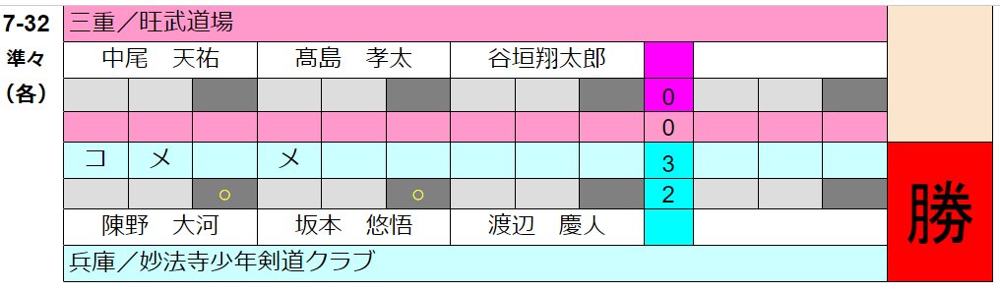 7-32 三重／旺武道場
準々 中尾　天祐 髙島　孝太 谷垣翔太郎
（各） 0
0
コ メ メ 3
○ ○ 2
陳野　大河 坂本　悠悟 渡辺　慶人
兵庫／妙法寺少年剣道クラブ
勝